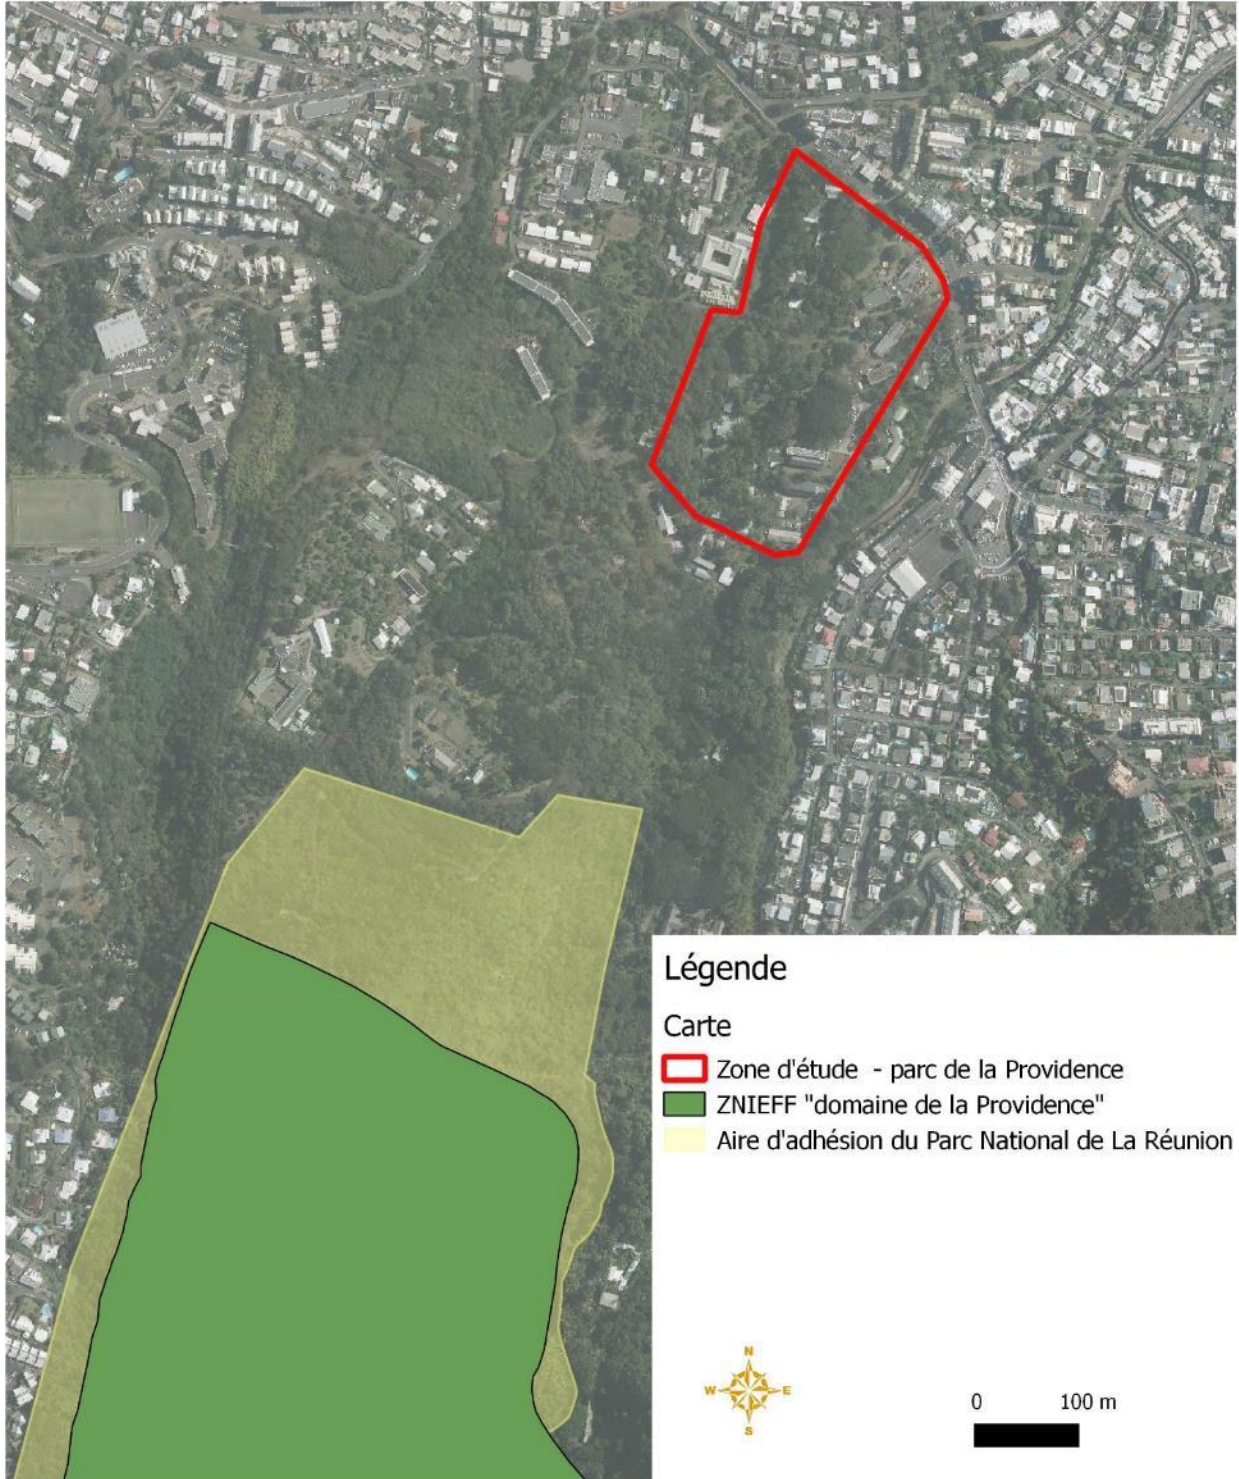 Légende
Carte
Zone d'étude - parc de la Providence
ZNIEFF "domaine de la Providence"
Aire d'adhésion du Parc National de La Réunion
N
W E
S
0 100 m